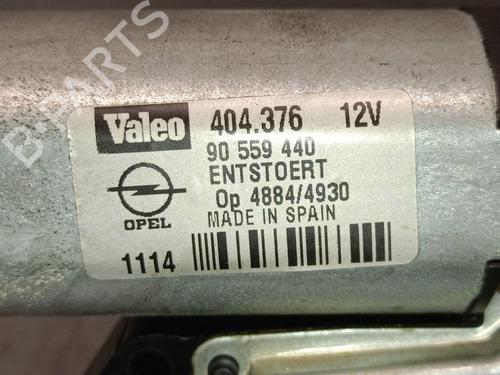 B-PARTS
Valeo 404.376 12V
90 559 440
ENTSTOERT
OPEL Op 4884/4930
MADE IN SPAIN
1114